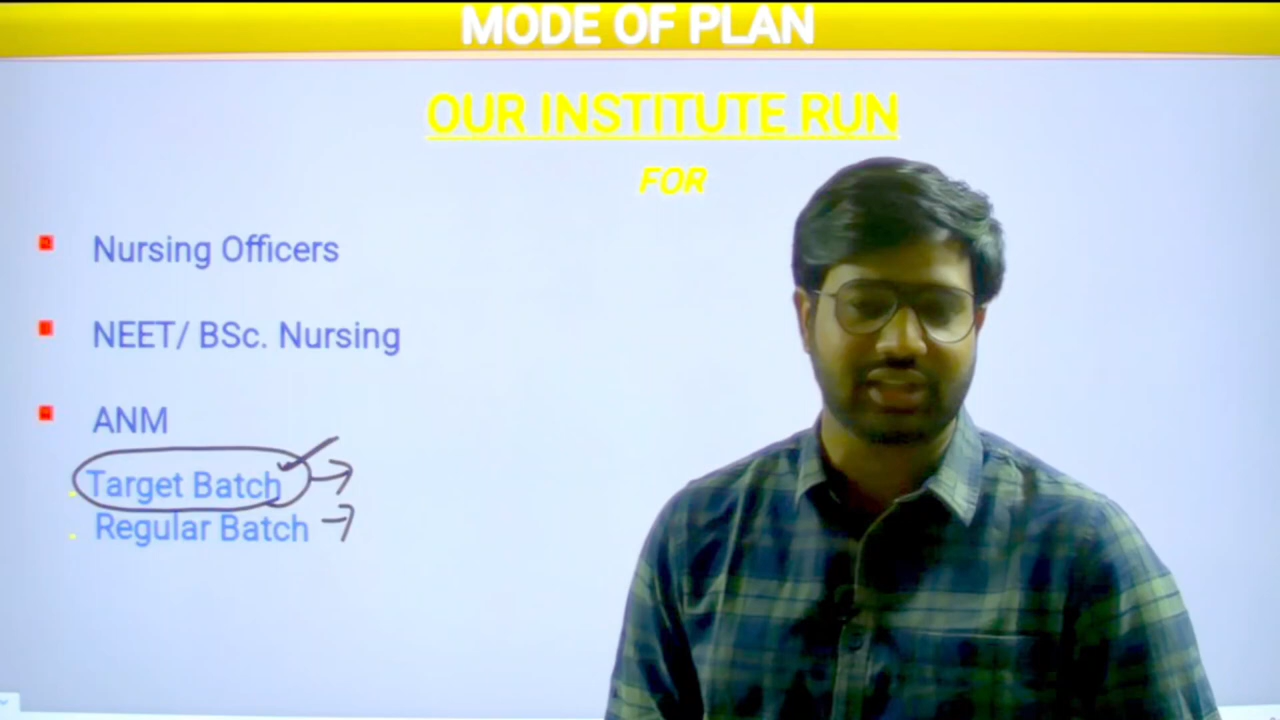 MODE OF PLAN
OUR INSTITUTE RUN
FOR
Nursing Officers
NEET/ BSc. Nursing
ANM
Target Batch
Regular Batch